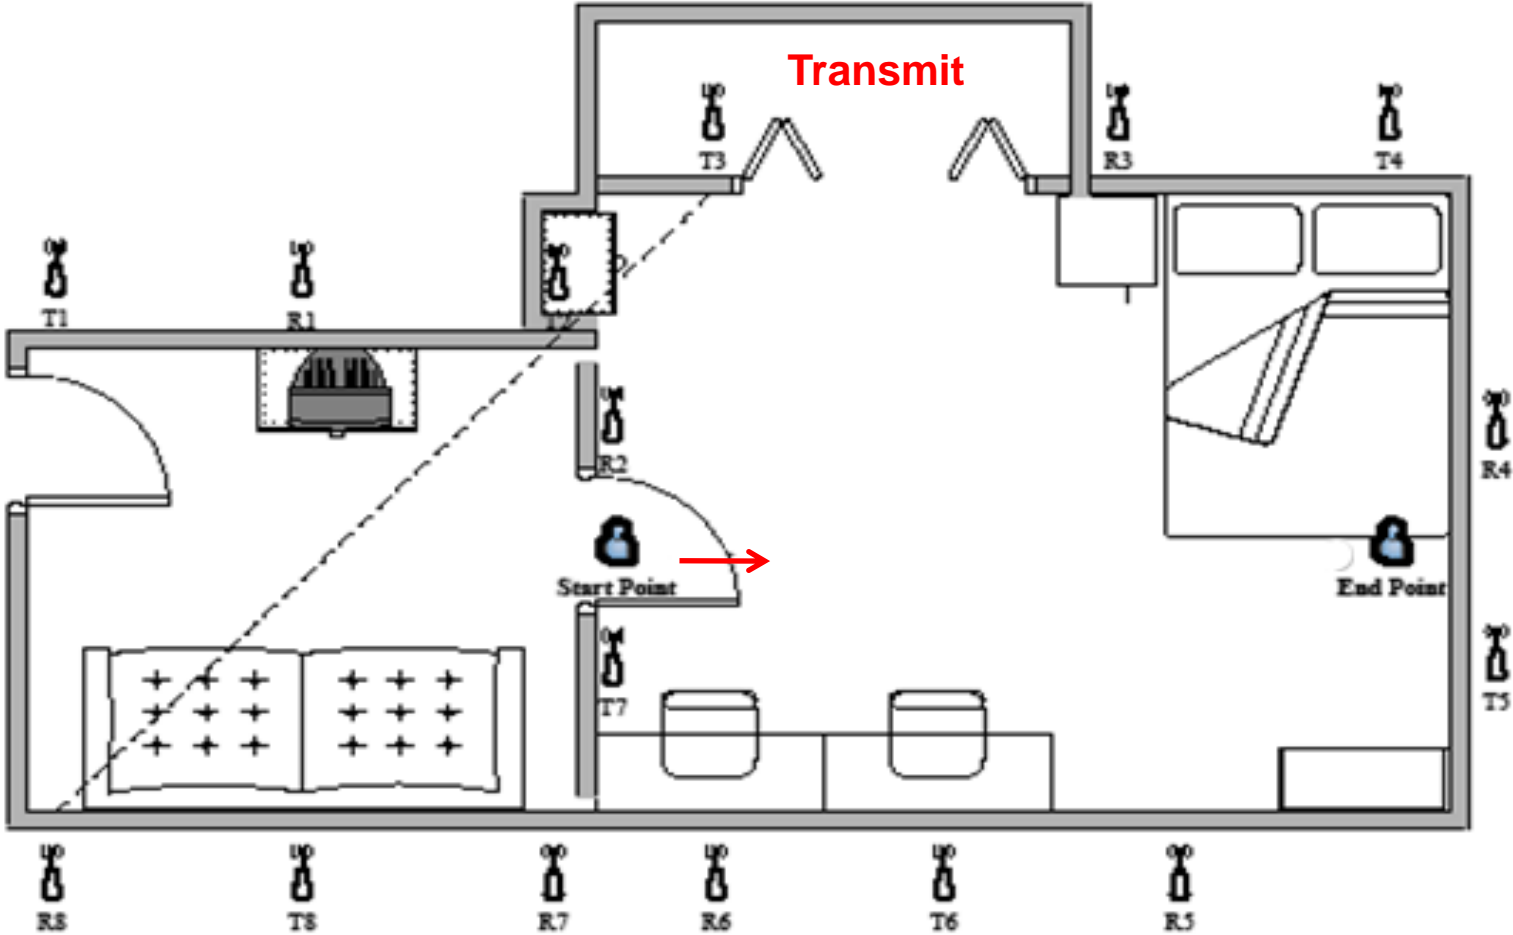 Transmit
T3
R3
T4
T1
R1
T2
R2
R4
Start Point
End Point
T7
T5
R8
T8
R7
R6
T6
R5